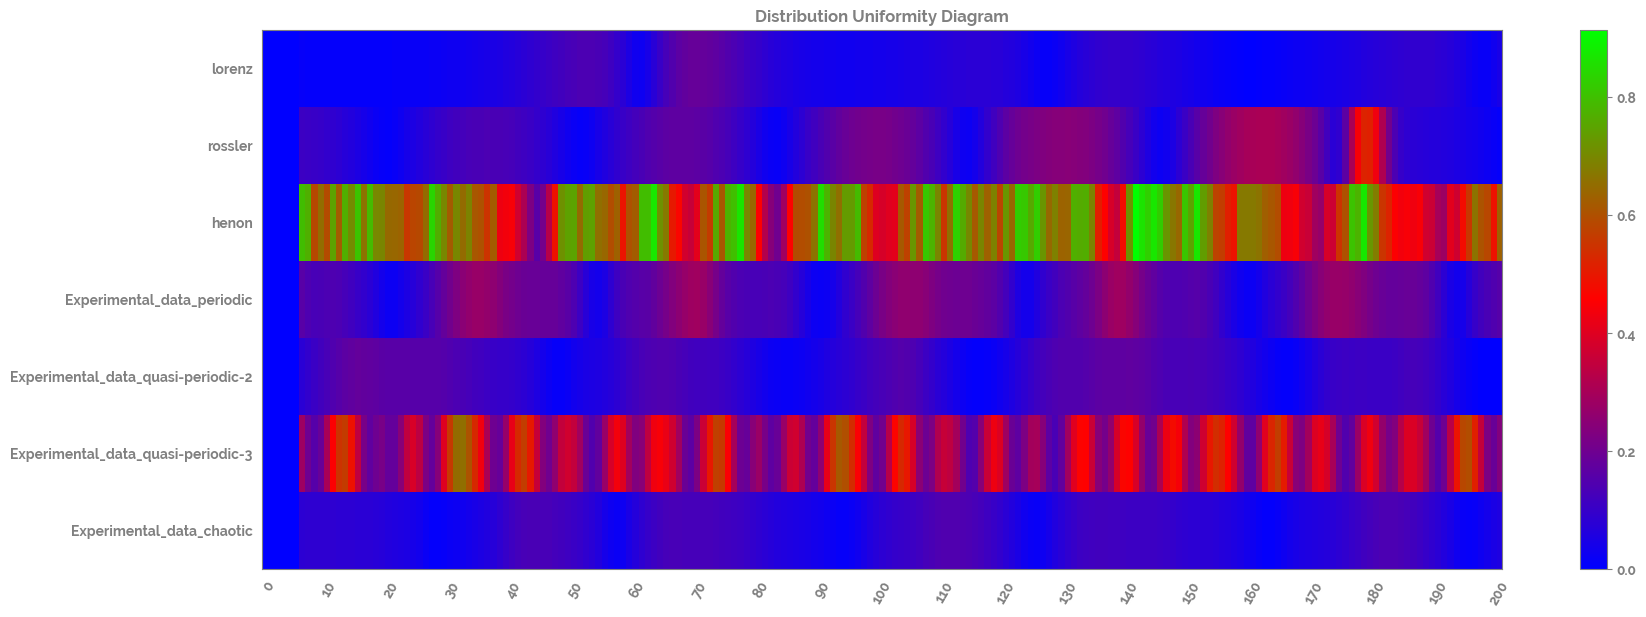 Distribution Uniformity Diagram
lorenz
rossler
henon
Experimental_data_periodic
Experimental_data_quasi-periodic-2
Experimental_data_quasi-periodic-3
Experimental_data_chaotic
0 10 20 30 40 50 60 70 80 90 100 110 120 130 140 150 160 170 180 190 200
0.8
0.6
0.4
0.2
0.0